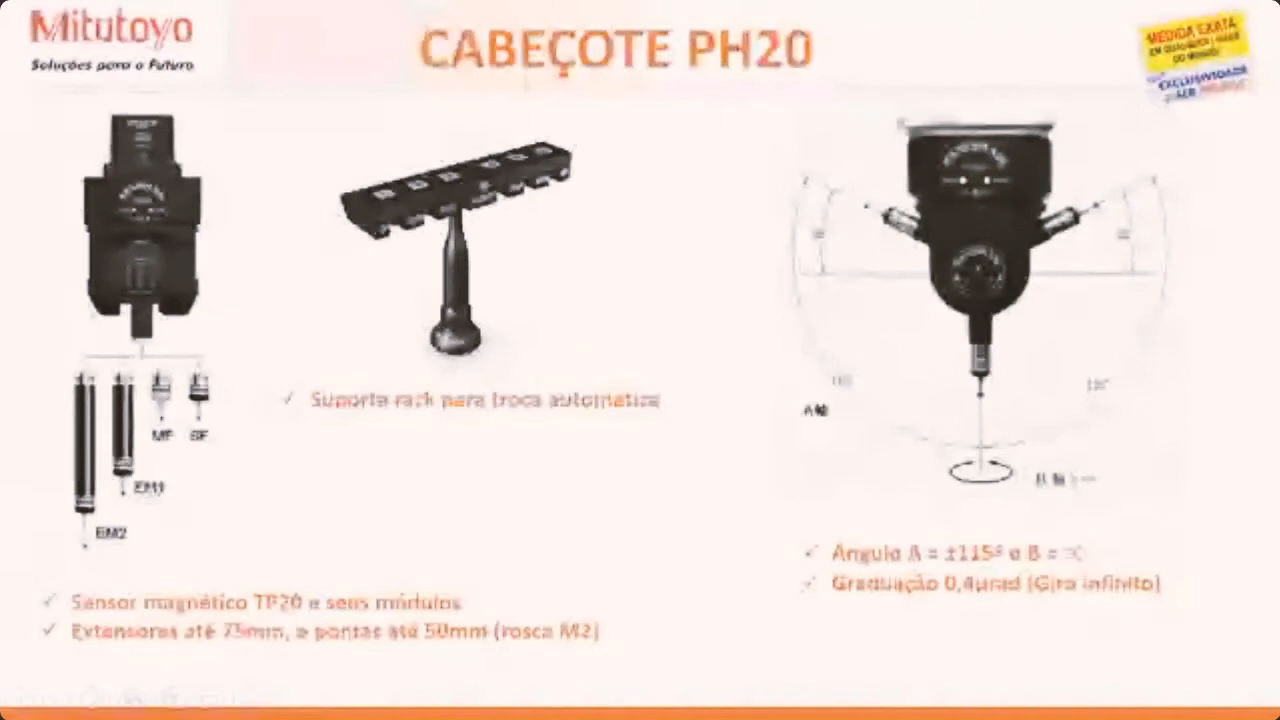 Mitutoyo
Soluções para o Futuro
CABEÇOTE PH20
MEDIDA EXATA
EXCLUSIVIDADE
Suporte rack para troca automática
MF
SF
EM1
EM2
Ângulo A = ±115º e B = ∞
Graduação 0,4µrad (Giro infinito)
Sensor magnético TP20 e seus módulos
Extensores até 75mm, e pontas até 50mm (rosca M2)